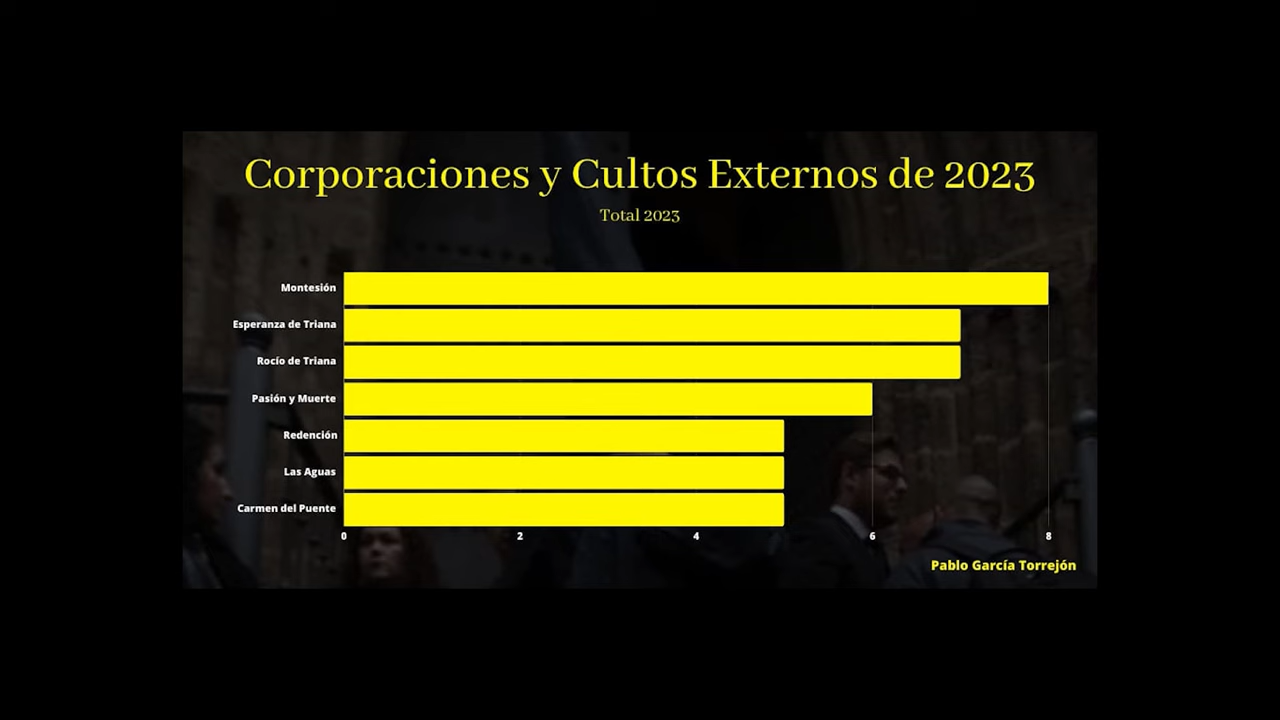 Corporaciones y Cultos Externos de 2023
Total 2023
Montesión
Esperanza de Triana
Rocío de Triana
Pasión y Muerte
Redención
Las Aguas
Carmen del Puente
0 2 4 6 8
Pablo García Torrejón